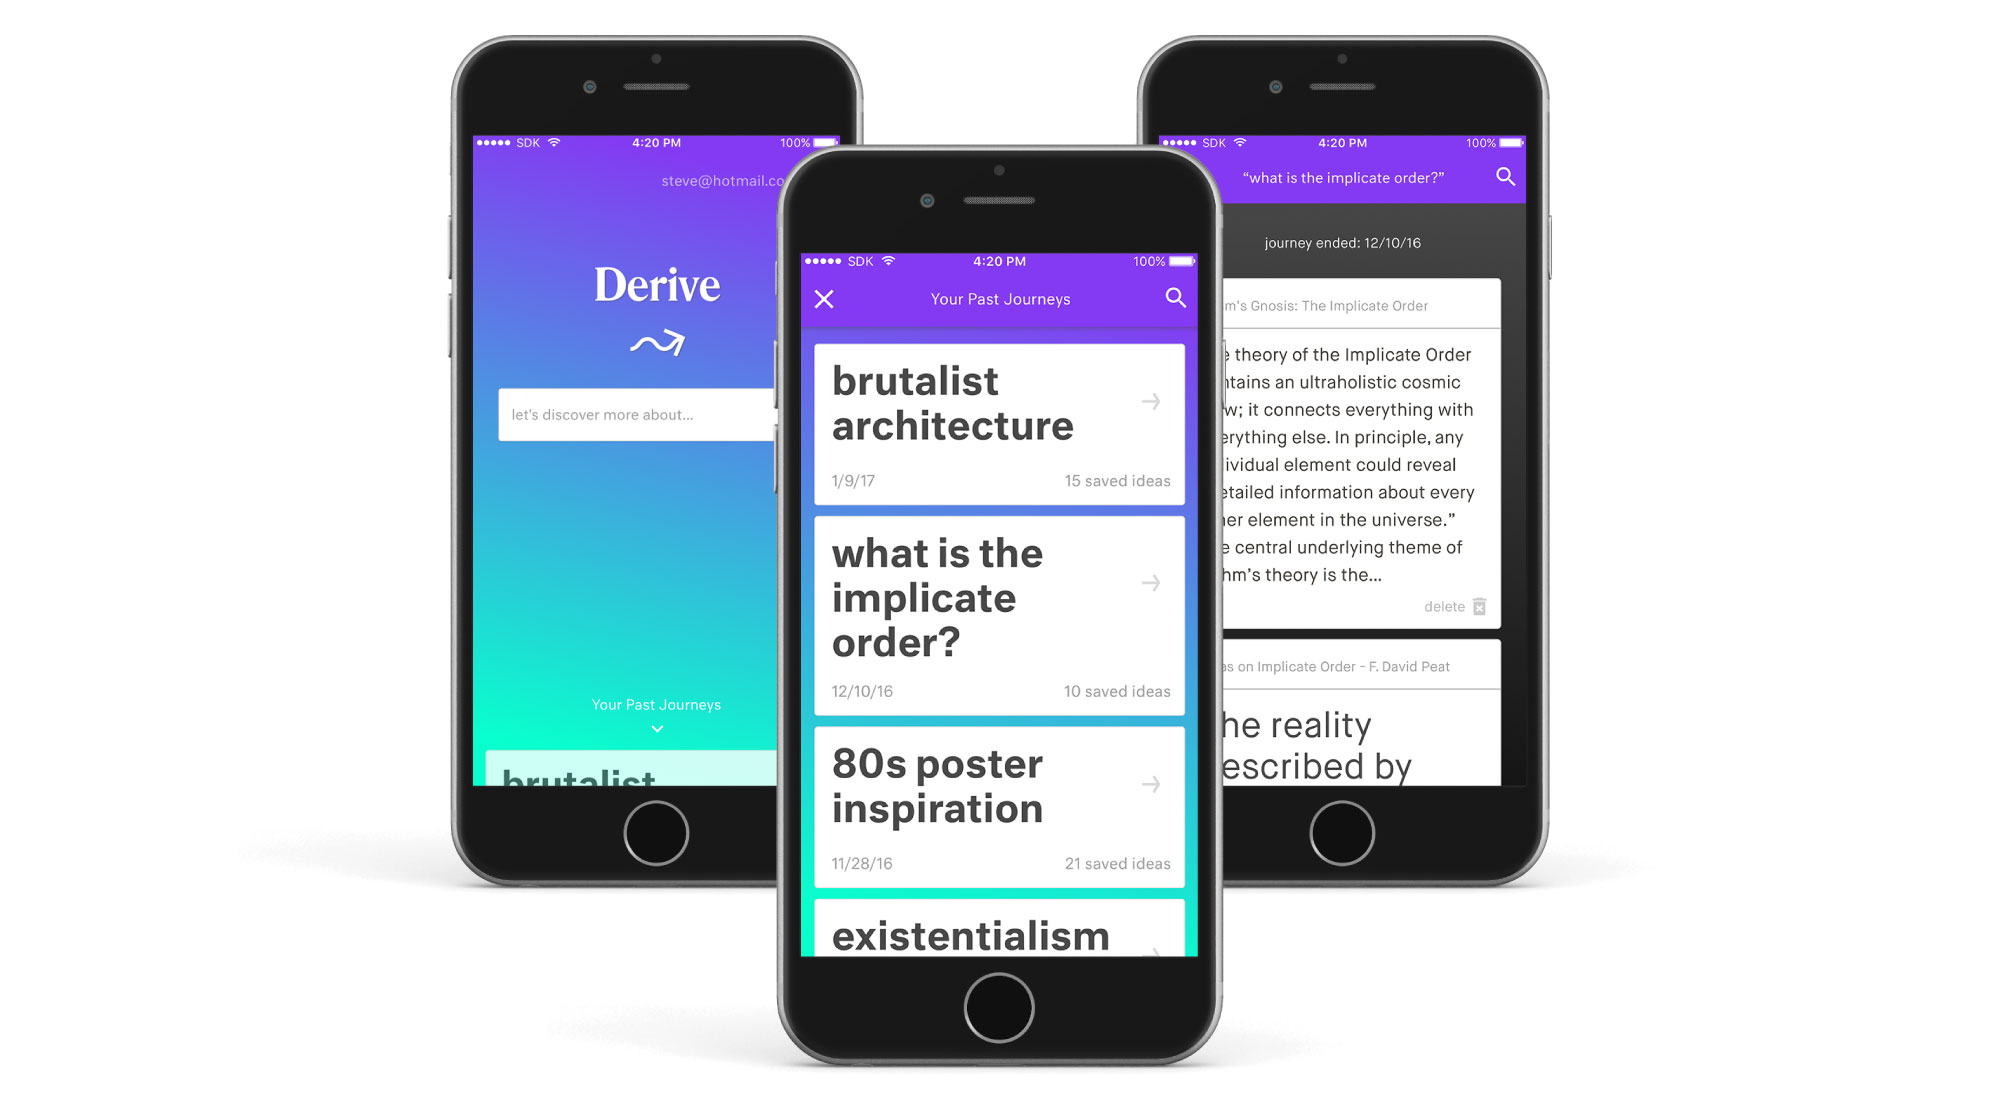 SDK 4:20 PM 100%
steve@hotmail.co
Derive
let's discover more about...
Your Past Journeys
brutalist
SDK 4:20 PM 100%
Your Past Journeys
brutalist
architecture
1/9/17 15 saved ideas
what is the
implicate
order?
12/10/16 10 saved ideas
80s poster
inspiration
11/28/16 21 saved ideas
existentialism
SDK 4:20 PM 100%
“what is the implicate order?”
journey ended: 12/10/16
m's Gnosis: The Implicate Order
theory of the Implicate Order
tains an ultraholistic cosmic
w; it connects everything with
erything else. In principle, any
ividual element could reveal
etailed information about every
er element in the universe.”
central underlying theme of
hm’s theory is the...
delete
as on Implicate Order - F. David Peat
he reality
escribed by